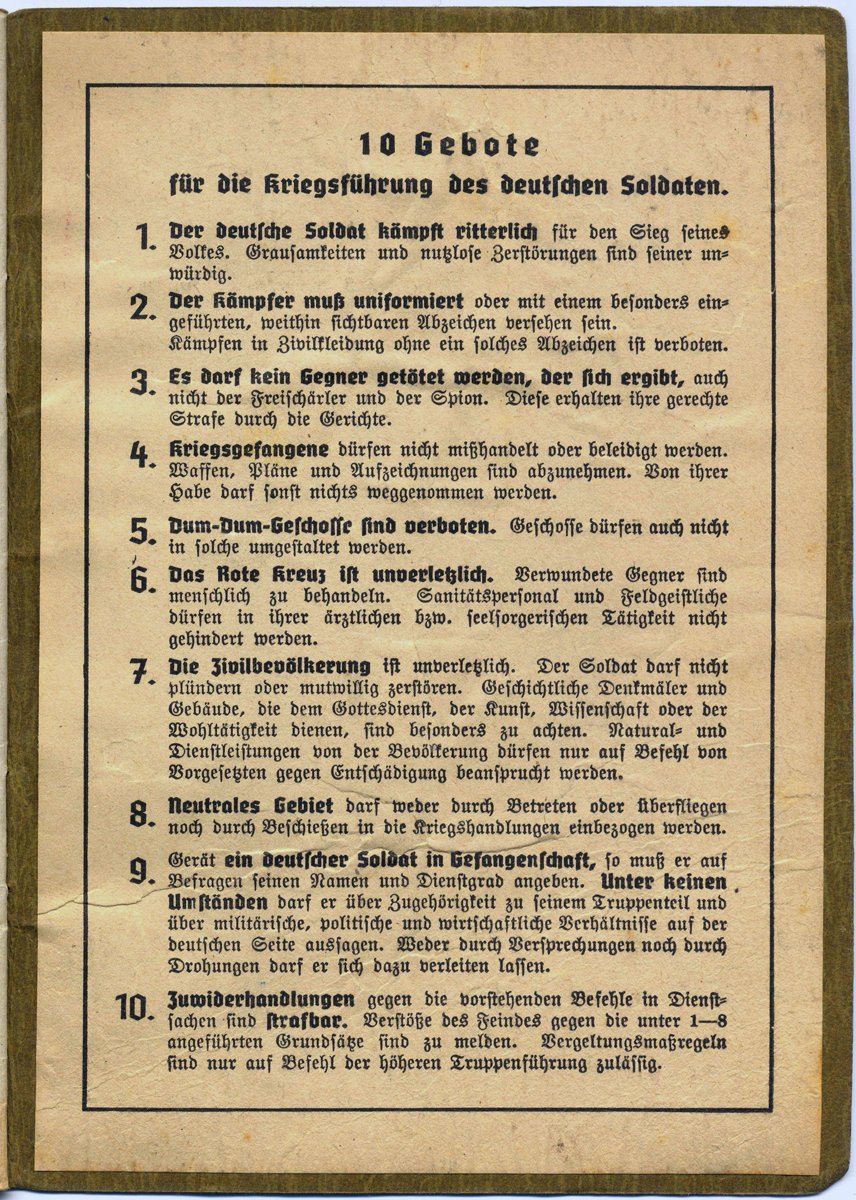 10 Gebote
für die Kriegsführung des deutschen Soldaten.
1. Der deutsche Soldat kämpft ritterlich für den Sieg seines
Volkes. Grausamkeiten und nutzlose Zerstörungen sind seiner un-
würdig.
2. Der Kämpfer muß uniformiert oder mit einem besonders ein-
geführten, weithin sichtbaren Abzeichen versehen sein.
Kämpfen in Zivilkleidung ohne ein solches Abzeichen ist verboten.
3. Es darf kein Gegner getötet werden, der sich ergibt, auch
nicht der Freischärler und der Spion. Diese erhalten ihre gerechte
Strafe durch die Gerichte.
4. Kriegsgefangene dürfen nicht mißhandelt oder beleidigt werden.
Waffen, Pläne und Aufzeichnungen sind abzunehmen. Von ihrer
Habe darf sonst nichts weggenommen werden.
5. Dum-Dum-Geschosse sind verboten. Geschosse dürfen auch nicht
in solche umgestaltet werden.
6. Das Rote Kreuz ist unverletzlich. Verwundete Gegner sind
menschlich zu behandeln. Sanitätspersonal und Feldgeistliche
dürfen in ihrer ärztlichen bzw. seelsorgerischen Tätigkeit nicht
gehindert werden.
7. Die Zivilbevölkerung ist unverletzlich. Der Soldat darf nicht
plündern oder mutwillig zerstören. Geschichtliche Denkmäler und
Gebäude, die dem Gottesdienst, der Kunst, Wissenschaft oder der
Wohltätigkeit dienen, sind besonders zu achten. Natural- und
Dienstleistungen von der Bevölkerung dürfen nur auf Befehl von
Vorgesetzten gegen Entschädigung beansprucht werden.
8. Neutrales Gebiet darf weder durch Betreten oder Überfliegen
noch durch Beschießen in die Kriegshandlungen einbezogen werden.
9. Gerät ein deutscher Soldat in Gefangenschaft, so muß er auf
Befragen seinen Namen und Dienstgrad angeben. Unter keinen
Umständen darf er über Zugehörigkeit zu seinem Truppenteil und
über militärische, politische und wirtschaftliche Verhältnisse auf der
deutschen Seite aussagen. Weder durch Versprechungen noch durch
Drohungen darf er sich dazu verleiten lassen.
10. Zuwiderhandlungen gegen die vorstehenden Befehle in Dienst-
sachen sind strafbar. Verstöße des Feindes gegen die unter 1—8
angeführten Grundsätze sind zu melden. Vergeltungsmaßregeln
sind nur auf Befehl der höheren Truppenführung zulässig.